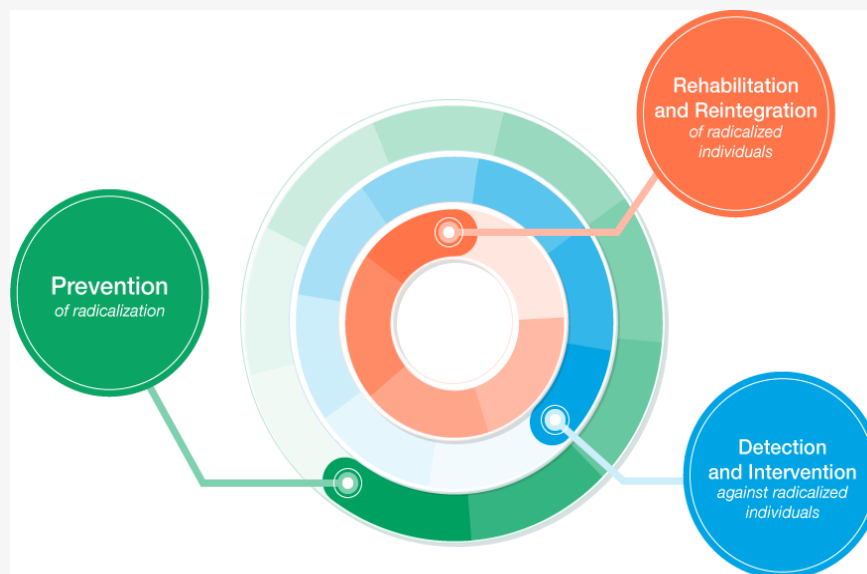 Rehabilitation
and Reintegration
of radicalized
individuals
Prevention
of radicalization
Detection
and Intervention
against radicalized
individuals